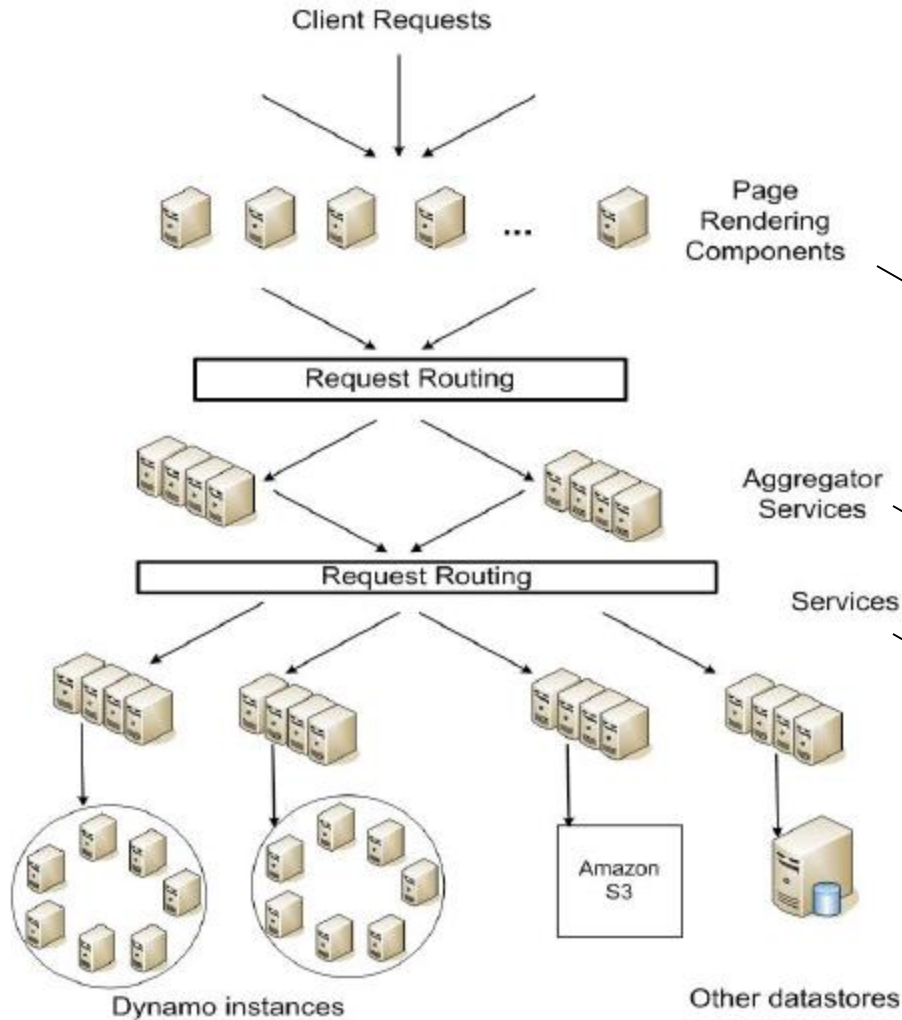 Client Requests
Page
Rendering
Components
...
Request Routing
Aggregator
Services
Request Routing
Services
Amazon
S3
Dynamo instances
Other datastores